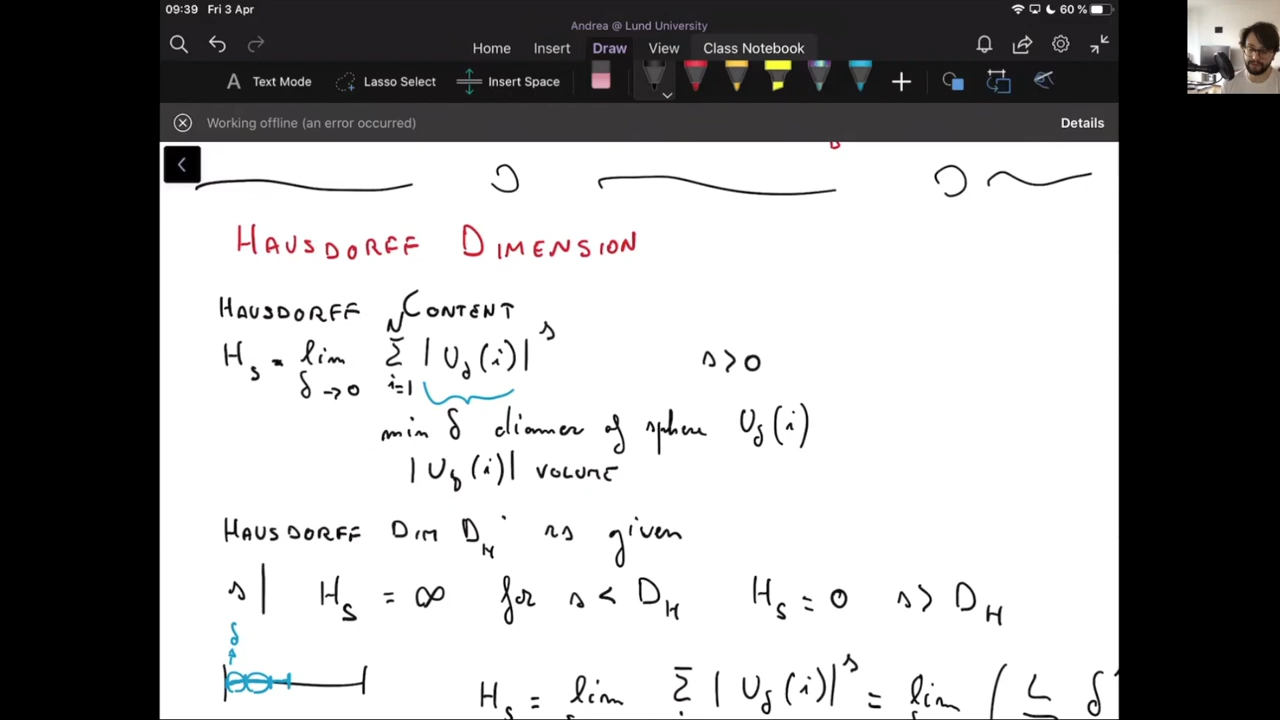 09:39 Fri 3 Apr
60 %
Andrea @ Lund University
Home Insert Draw View Class Notebook
A Text Mode Lasso Select Insert Space
Working offline (an error occurred) Details
HAUSDORFF DIMENSION
HAUSDORFF CONTENT
H_s = lim_{δ→0} Σ_{i=1}^{N} |U_δ(i)|^s s>0
min δ diamer of sphere U_δ(i)
|U_δ(i)| VOLUME
HAUSDORFF DIM D_H is given
s | H_s = ∞ for s < D_H H_s = 0 s > D_H
δ
H_s = lim Σ |U_δ(i)|^s = lim ( L δ